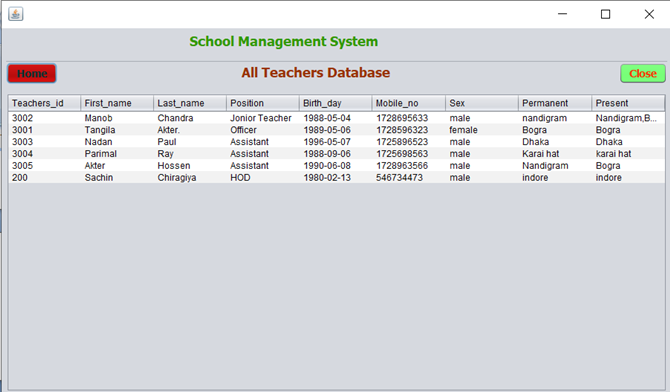 School Management System
Home All Teachers Database Close
Teachers_id First_name Last_name Position Birth_day Mobile_no Sex Permanent Present
3002 Manob Chandra Junior Teacher 1988-05-04 1728695633 male nandigram Nandigram,B...
3001 Tangila Akter. Officer 1989-05-06 1728596323 female Bogra Bogra
3003 Nadan Paul Assistant 1996-05-07 1725896523 male Dhaka Dhaka
3004 Parimal Ray Assistant 1988-09-06 1725698563 male Karai hat karai hat
3005 Akter Hossen Assistant 1990-06-08 1728963566 male Nandigram Bogra
200 Sachin Chiragiya HOD 1980-02-13 546734473 male indore indore